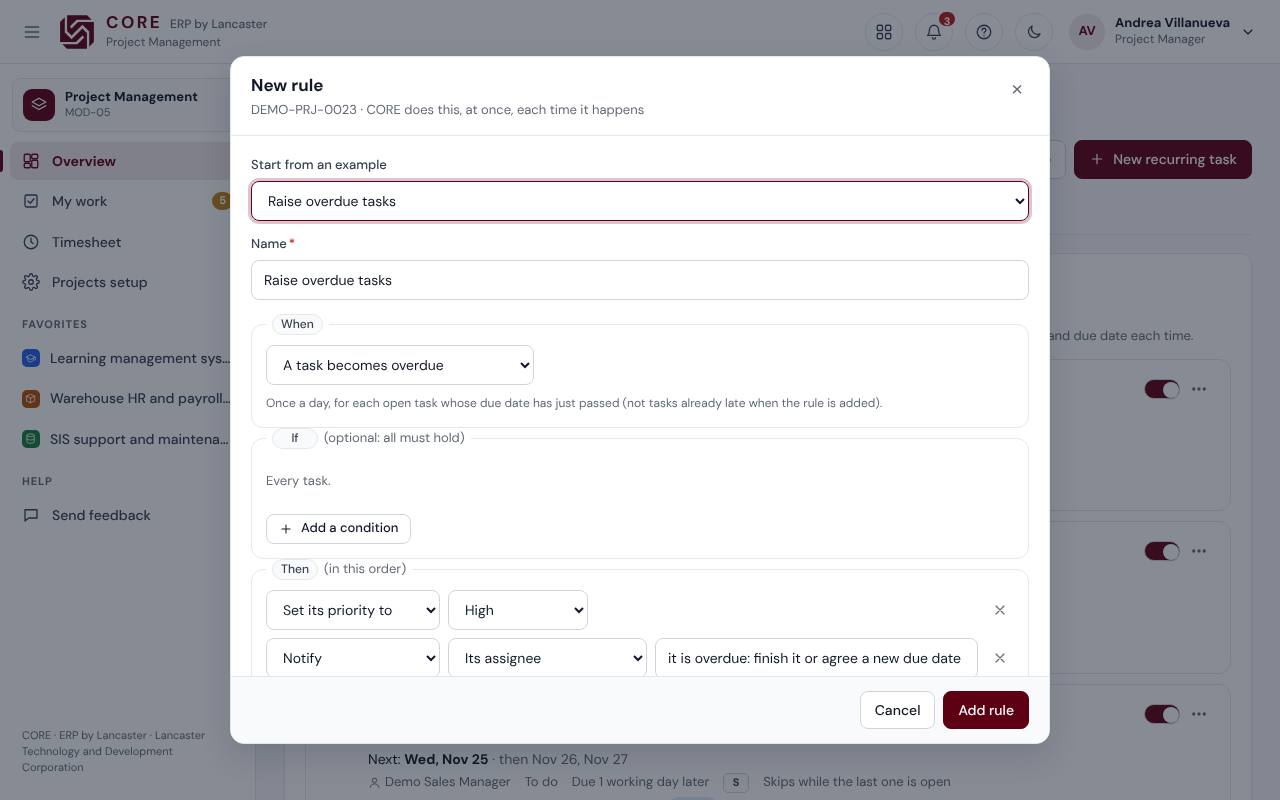 CORE ERP by Lancaster
Project Management
3
AV
Andrea Villanueva
Project Manager
Project Management
MOD-05
Overview
My work
5
Timesheet
Projects setup
FAVORITES
Learning management sys...
Warehouse HR and payroll...
SIS support and maintena...
HELP
Send feedback
CORE · ERP by Lancaster · Lancaster
Technology and Development
Corporation
New recurring task
and due date each time.
New rule
DEMO-PRJ-0023 · CORE does this, at once, each time it happens
Start from an example
Raise overdue tasks
Name *
Raise overdue tasks
When
A task becomes overdue
Once a day, for each open task whose due date has just passed (not tasks already late when the rule is added).
If (optional: all must hold)
Every task.
Add a condition
Then (in this order)
Set its priority to High
Notify Its assignee it is overdue: finish it or agree a new due date
Cancel Add rule
Next: Wed, Nov 25 · then Nov 26, Nov 27
Demo Sales Manager To do Due 1 working day later S Skips while the last one is open